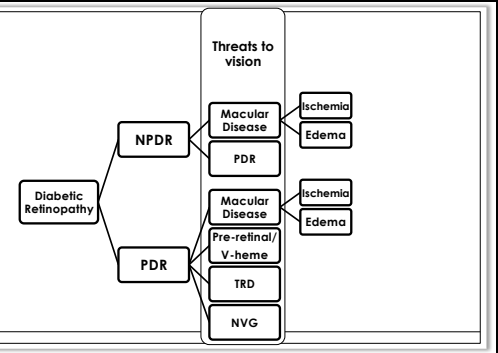 Threats to
vision
Macular
Disease
Ischemia
Edema
NPDR
PDR
Diabetic
Retinopathy
Macular
Disease
Ischemia
Edema
Pre-retinal/
V-heme
PDR
TRD
NVG